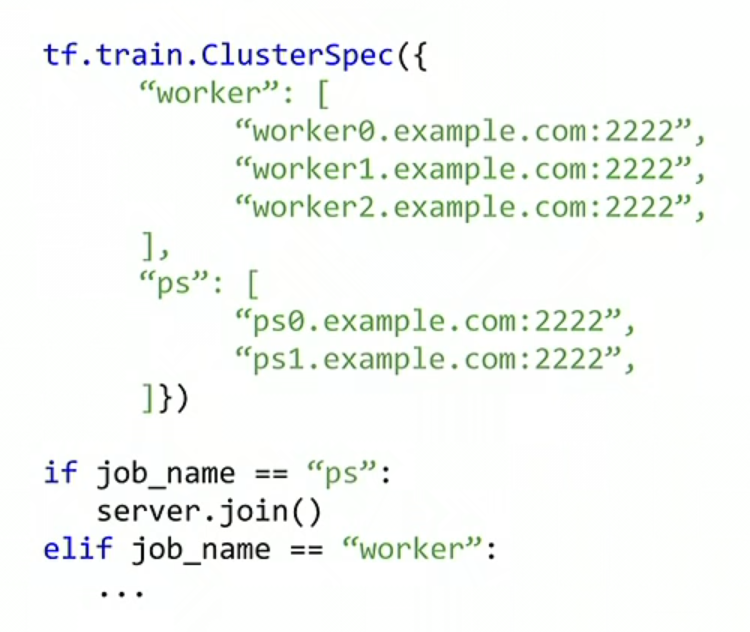 tf.train.ClusterSpec({
“worker”: [
“worker0.example.com:2222”,
“worker1.example.com:2222”,
“worker2.example.com:2222”,
],
“ps”: [
“ps0.example.com:2222”,
“ps1.example.com:2222”,
]})
if job_name == “ps”:
server.join()
elif job_name == “worker”:
...